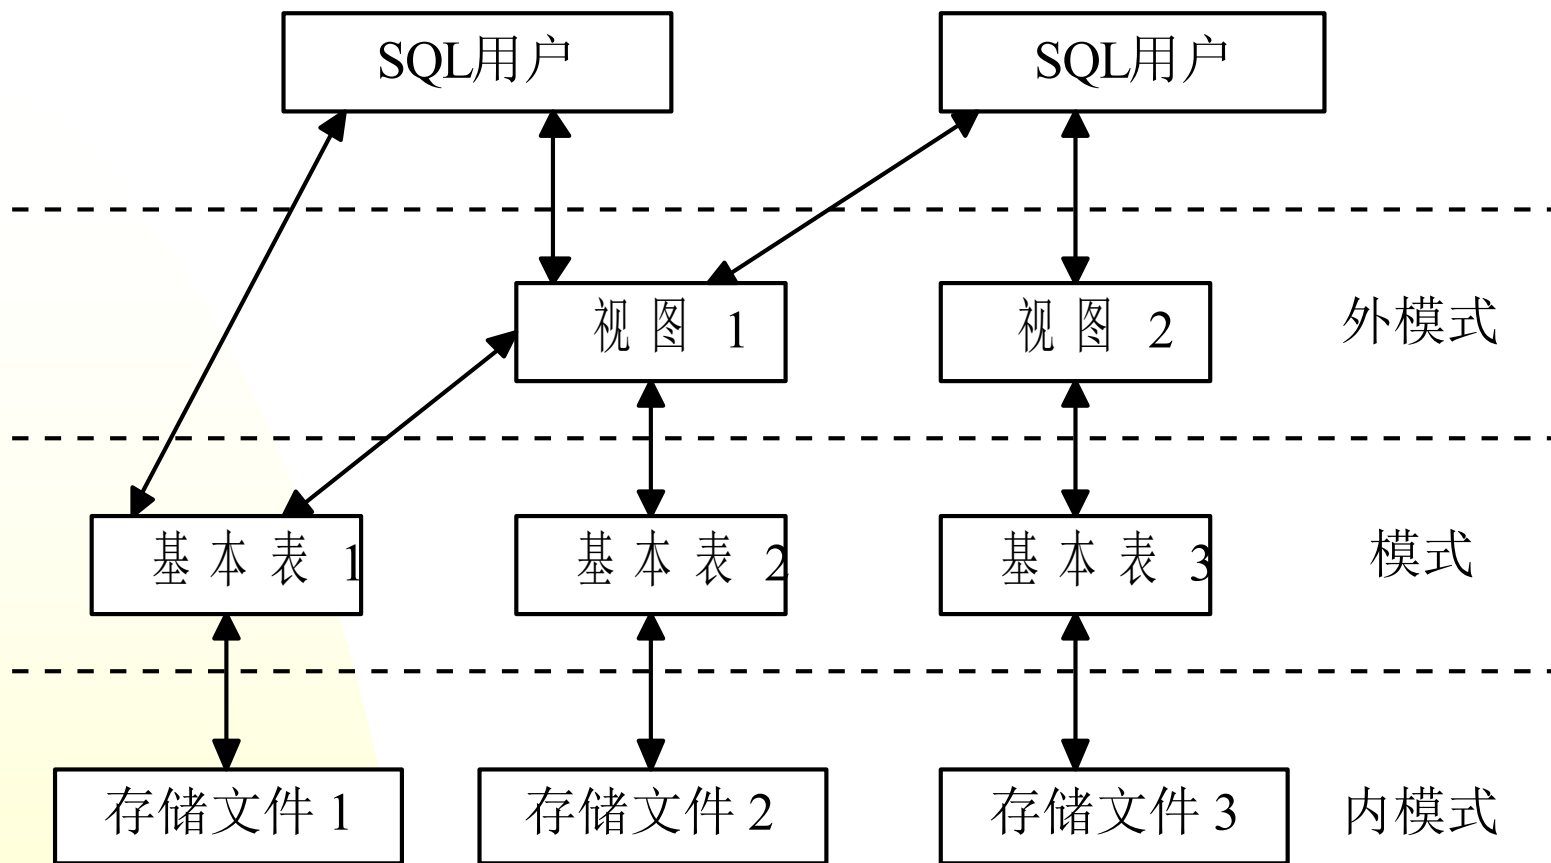 SQL用户
SQL用户
视图 1
视图 2
外模式
基本表 1
基本表 2
基本表 3
模式
存储文件 1
存储文件 2
存储文件 3
内模式